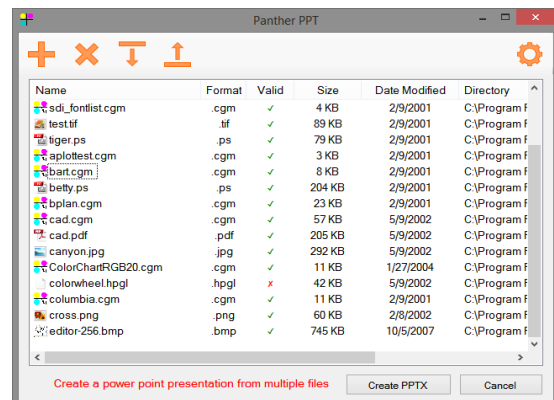 Panther PPT
Name Format Valid Size Date Modified Directory
sdi_fontlist.cgm .cgm ✓ 4 KB 2/9/2001 C:\Program F
test.tif .tif ✓ 89 KB 2/9/2001 C:\Program F
tiger.ps .ps ✓ 79 KB 2/9/2001 C:\Program F
aplottest.cgm .cgm ✓ 3 KB 2/9/2001 C:\Program F
bart.cgm .cgm ✓ 8 KB 2/9/2001 C:\Program F
betty.ps .ps ✓ 204 KB 2/9/2001 C:\Program F
bplan.cgm .cgm ✓ 23 KB 2/9/2001 C:\Program F
cad.cgm .cgm ✓ 57 KB 5/9/2002 C:\Program F
cad.pdf .pdf ✓ 205 KB 5/9/2002 C:\Program F
canyon.jpg .jpg ✓ 292 KB 5/9/2002 C:\Program F
ColorChartRGB20.cgm .cgm ✓ 11 KB 1/27/2004 C:\Program F
colorwheel.hpgl .hpgl ✗ 42 KB 5/9/2002 C:\Program F
columbia.cgm .cgm ✓ 11 KB 2/9/2001 C:\Program F
cross.png .png ✓ 60 KB 2/8/2002 C:\Program F
editor-256.bmp .bmp ✓ 745 KB 10/5/2007 C:\Program F
Create a power point presentation from multiple files Create PPTX Cancel